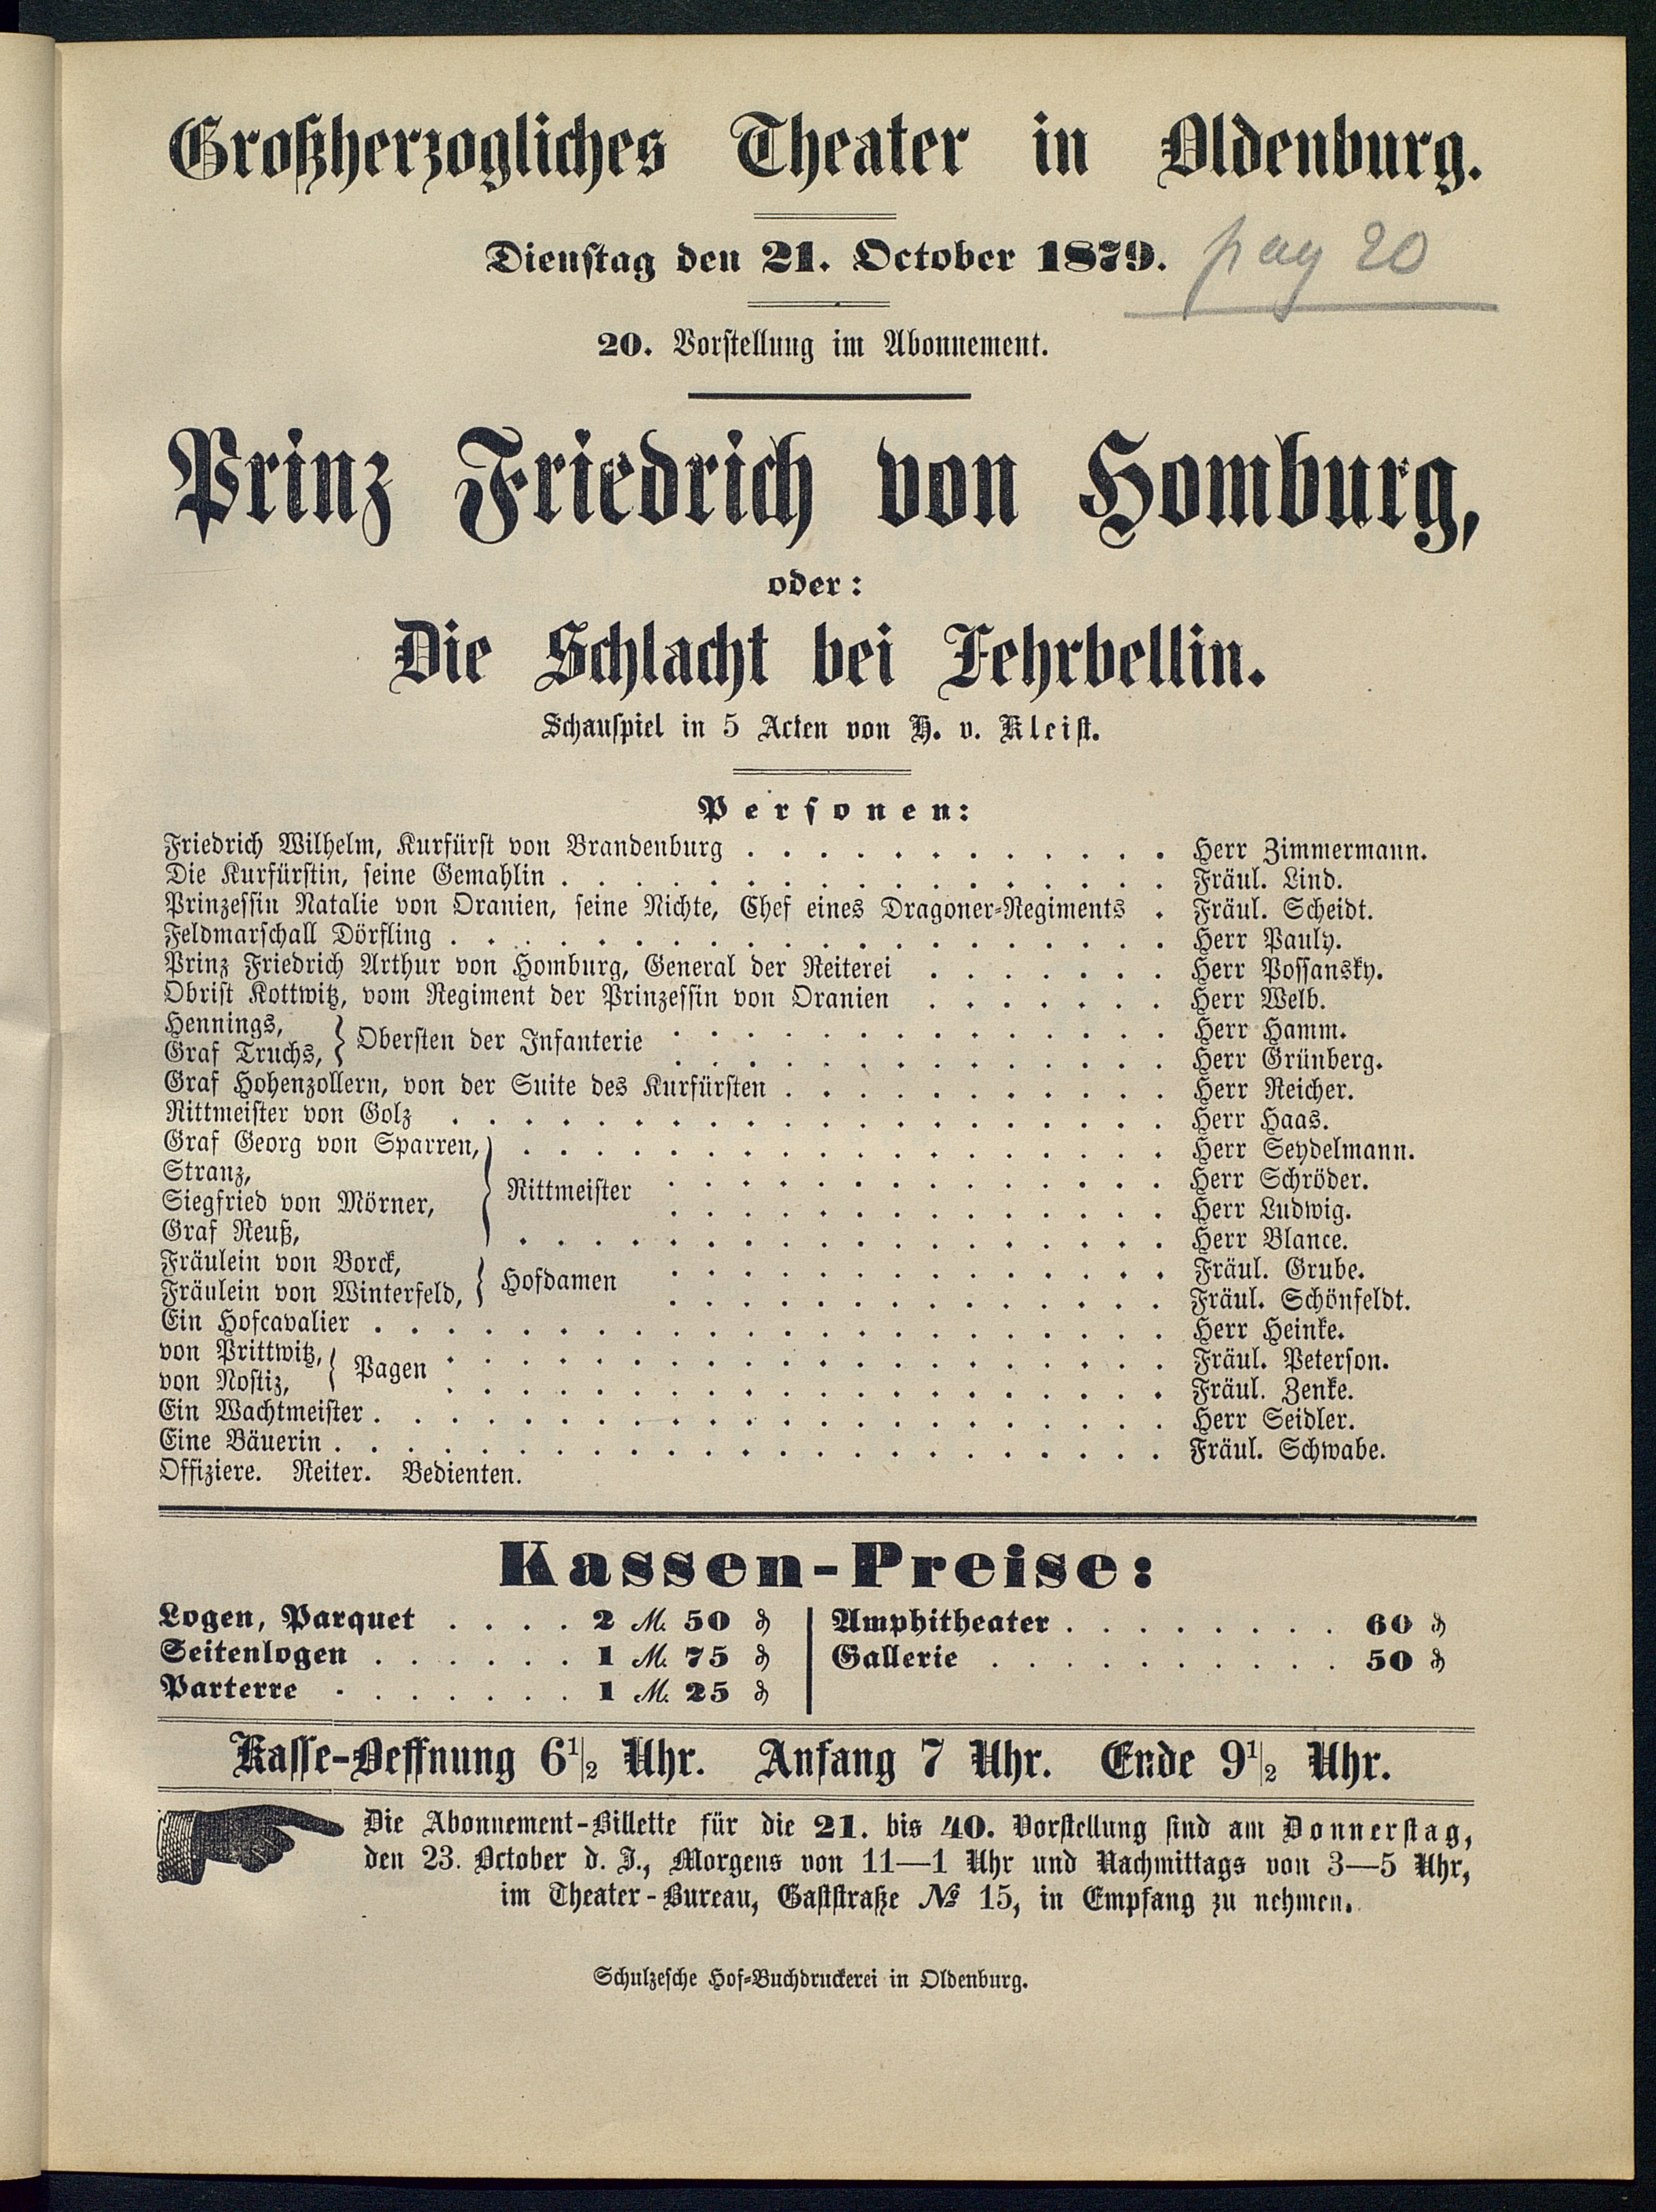 Großherzogliches Theater in Oldenburg.
Dienstag den 21. October 1879.
pag 20
20. Vorstellung im Abonnement.
Prinz Friedrich von Homburg,
oder:
Die Schlacht bei Fehrbellin.
Schauspiel in 5 Acten von H. v. Kleist.
Personen:
Friedrich Wilhelm, Kurfürst von Brandenburg . . . . . . . . . . . . Herr Zimmermann.
Die Kurfürstin, seine Gemahlin . . . . . . . . . . . . . . . . . Fräul. Lind.
Prinzessin Natalie von Oranien, seine Nichte, Chef eines Dragoner-Regiments . Fräul. Scheidt.
Feldmarschall Dörfling . . . . . . . . . . . . . . . . . . . . Herr Pauly.
Prinz Friedrich Arthur von Homburg, General der Reiterei . . . . . . . Herr Possansky.
Obrist Kottwitz, vom Regiment der Prinzessin von Oranien . . . . . . . Herr Welb.
Hennings, } Obersten der Infanterie . . . . . . . . . . . . . . Herr Hamm.
Graf Truchs, . . . . . . . . . . . . . . Herr Grünberg.
Graf Hohenzollern, von der Suite des Kurfürsten . . . . . . . . . . . Herr Reicher.
Rittmeister von Golz . . . . . . . . . . . . . . . . . . . . Herr Haas.
Graf Georg von Sparren, . . . . . . . . . . . . . . . . . . Herr Seydelmann.
Stranz, } Rittmeister . . . . . . . . . . . . . . Herr Schröder.
Siegfried von Mörner, . . . . . . . . . . . . . . Herr Ludwig.
Graf Reuß, . . . . . . . . . . . . . . . . . . Herr Blance.
Fräulein von Borck, } Hofdamen . . . . . . . . . . . . . . Fräul. Grube.
Fräulein von Winterfeld, . . . . . . . . . . . . . . Fräul. Schönfeldt.
Ein Hofcavalier . . . . . . . . . . . . . . . . . . . . . . Herr Heinke.
von Prittwitz, } Pagen . . . . . . . . . . . . . . . . . . . . Fräul. Peterson.
von Nostiz, . . . . . . . . . . . . . . . . . . . . Fräul. Zenke.
Ein Wachtmeister . . . . . . . . . . . . . . . . . . . . . . Herr Seidler.
Eine Bäuerin . . . . . . . . . . . . . . . . . . . . . . . Fräul. Schwabe.
Offiziere. Reiter. Bedienten.
Kassen-Preise:
Logen, Parquet . . . . 2 M. 50 ₰
Seitenlogen . . . . . . 1 M. 75 ₰
Parterre . . . . . . . 1 M. 25 ₰
Amphitheater . . . . . . . . 60 ₰
Gallerie . . . . . . . . . . 50 ₰
Kasse-Oeffnung 6½ Uhr. Anfang 7 Uhr. Ende 9½ Uhr.
Die Abonnement-Billette für die 21. bis 40. Vorstellung sind am Donnerstag,
den 23. October d. J., Morgens von 11—1 Uhr und Nachmittags von 3—5 Uhr,
im Theater-Bureau, Gaststraße № 15, in Empfang zu nehmen.
Schulzesche Hof-Buchdruckerei in Oldenburg.